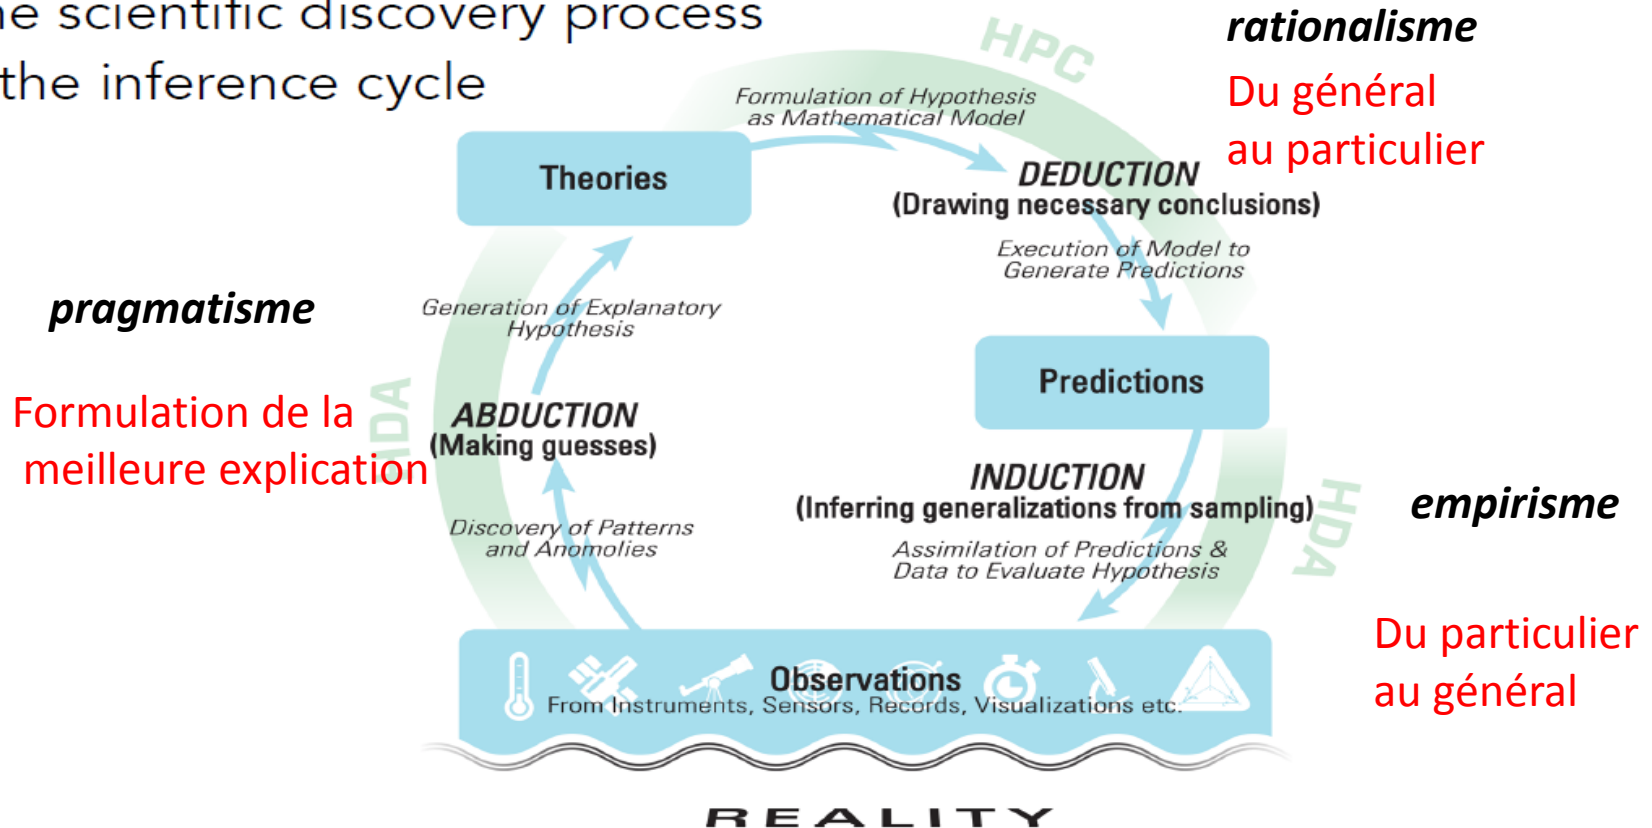 he scientific discovery process
the inference cycle
HPC
rationalisme
Du général
au particulier
Formulation of Hypothesis
as Mathematical Model
Theories
DEDUCTION
(Drawing necessary conclusions)
Execution of Model to
Generate Predictions
pragmatisme
Generation of Explanatory
Hypothesis
Formulation de la
meilleure explication
HDA
ABDUCTION
(Making guesses)
Predictions
INDUCTION
(Inferring generalizations from sampling)
HDA
empirisme
Discovery of Patterns
and Anomolies
Assimilation of Predictions &
Data to Evaluate Hypothesis
Du particulier
au général
Observations
From Instruments, Sensors, Records, Visualizations etc.
REALITY